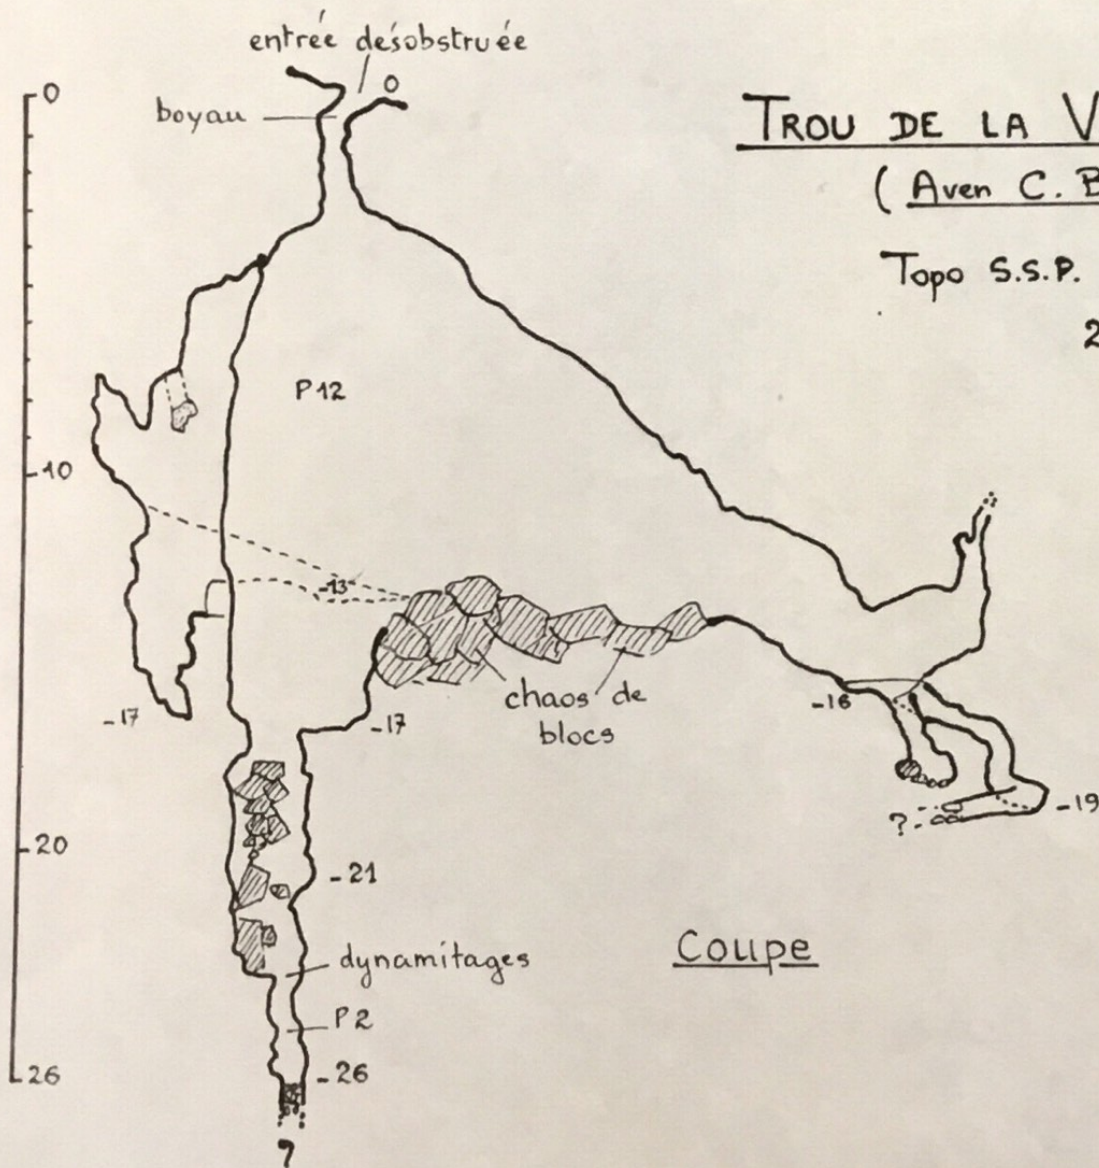 entrée désobstruée
0
0
boyau
TROU DE LA V
(Aven C. B
Topo S.S.P.
2
P12
-10
-13
chaos de
blocs
-17
-17
-16
-19
?
-20
-21
Coupe
dynamitages
P2
-26
-26
?